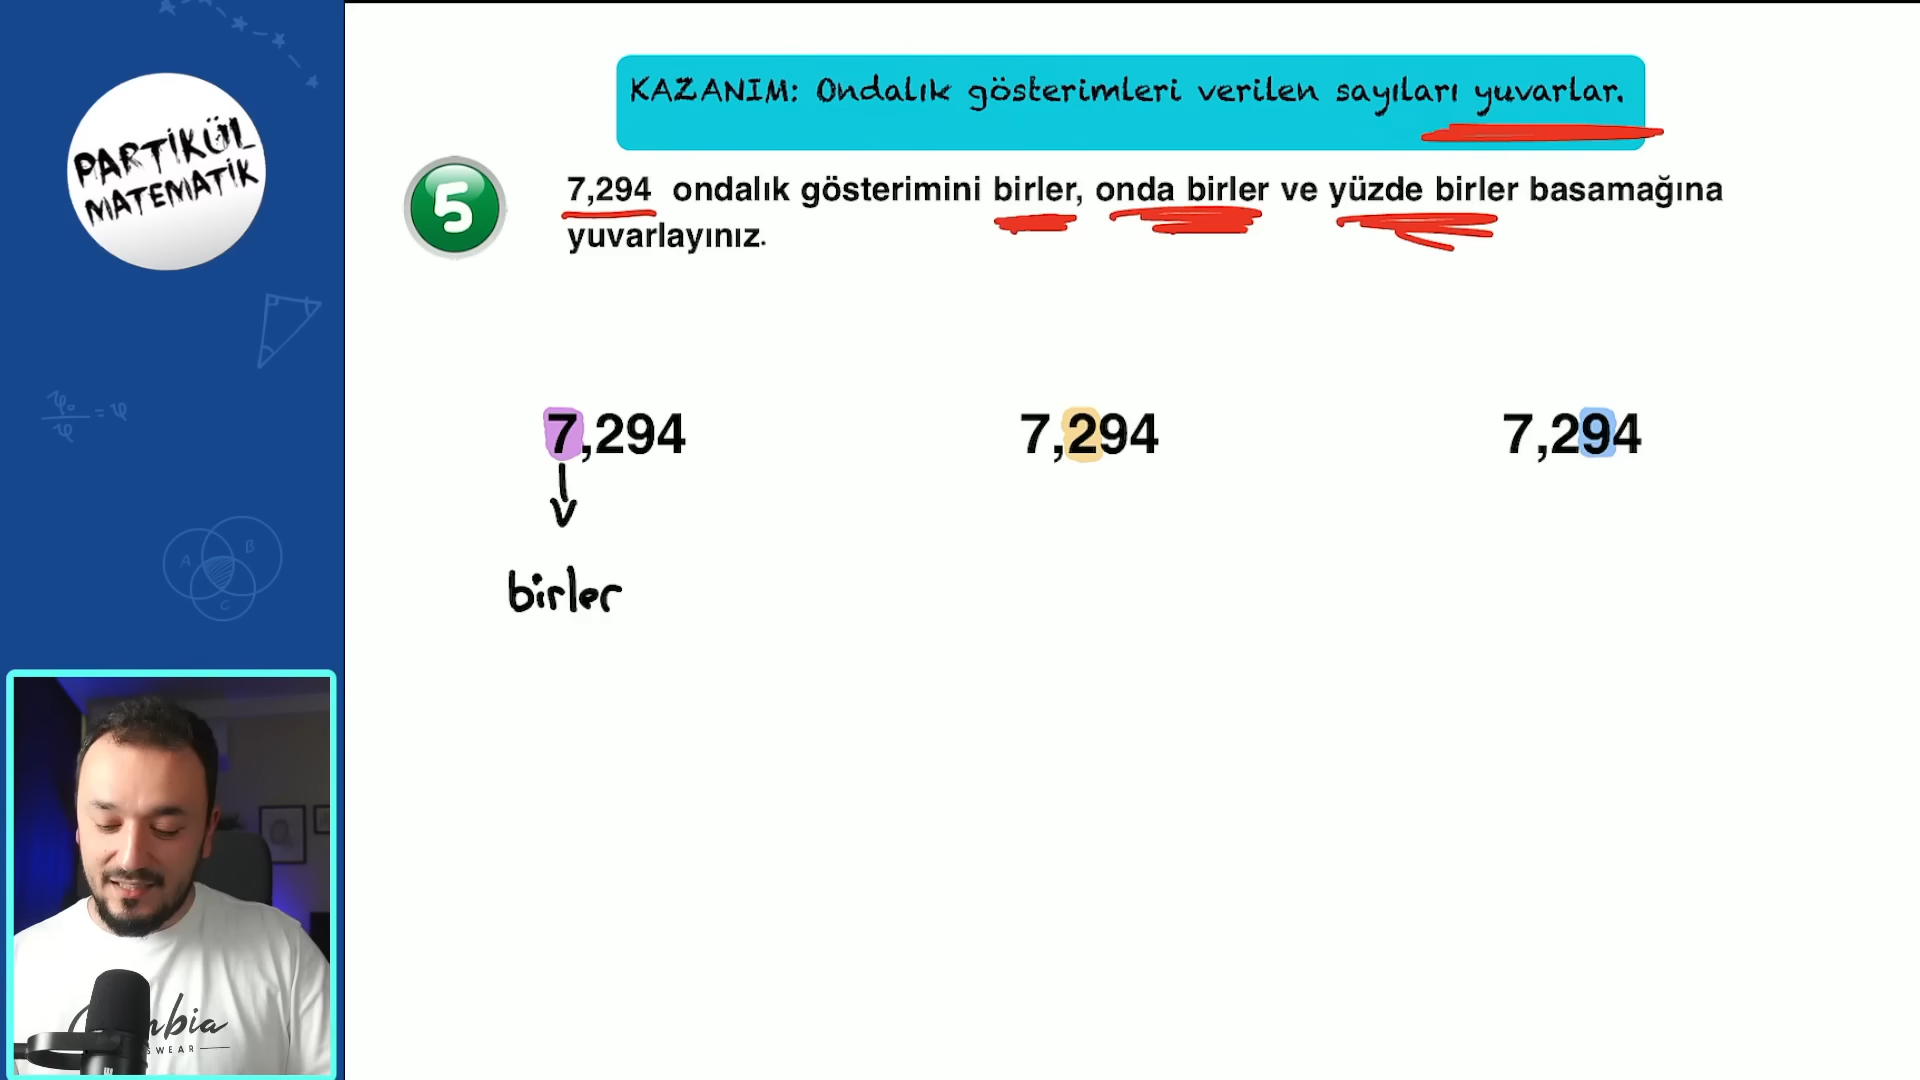 PARTİKÜL
MATEMATİK
KAZANIM: Ondalık gösterimleri verilen sayıları yuvarlar.
5
7,294 ondalık gösterimini birler, onda birler ve yüzde birler basamağına
yuvarlayınız.
7,294 7,294 7,294
birler
A B
C